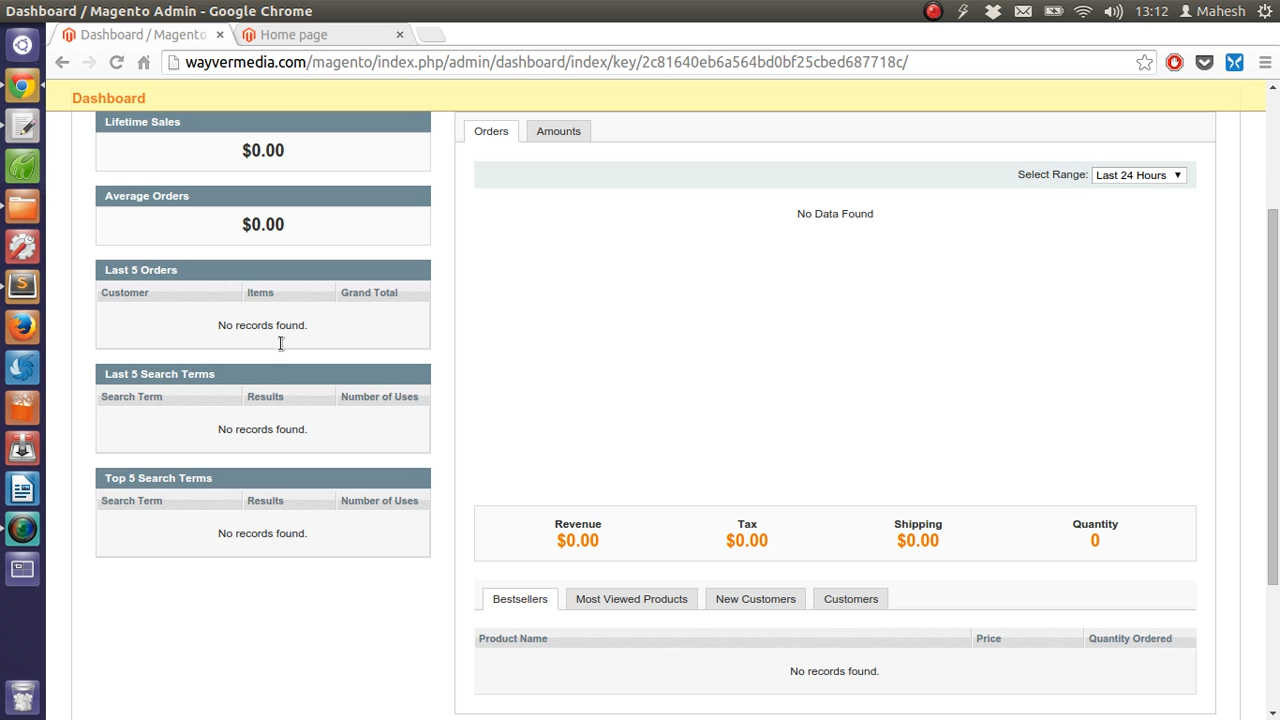 Dashboard / Magento Admin - Google Chrome
13:12 Mahesh
Dashboard / Magento
Home page
wayvermedia.com/magento/index.php/admin/dashboard/index/key/2c81640eb6a564bd0bf25cbed687718c/
Dashboard
Lifetime Sales
$0.00
Average Orders
$0.00
Last 5 Orders
Customer Items Grand Total
No records found.
Last 5 Search Terms
Search Term Results Number of Uses
No records found.
Top 5 Search Terms
Search Term Results Number of Uses
No records found.
Orders Amounts
Select Range: Last 24 Hours
No Data Found
Revenue Tax Shipping Quantity
$0.00 $0.00 $0.00 0
Bestsellers Most Viewed Products New Customers Customers
Product Name Price Quantity Ordered
No records found.